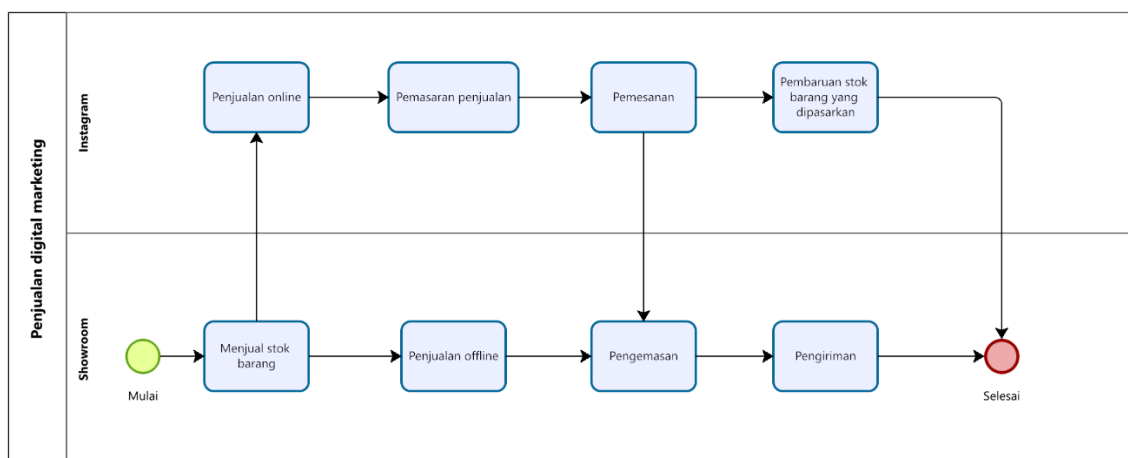 Penjualan digital marketing
Instagram
Penjualan online
Pemasaran penjualan
Pemesanan
Pembaruan stok
barang yang
dipasarkan
Showroom
Mulai
Menjual stok
barang
Penjualan offline
Pengemasan
Pengiriman
Selesai